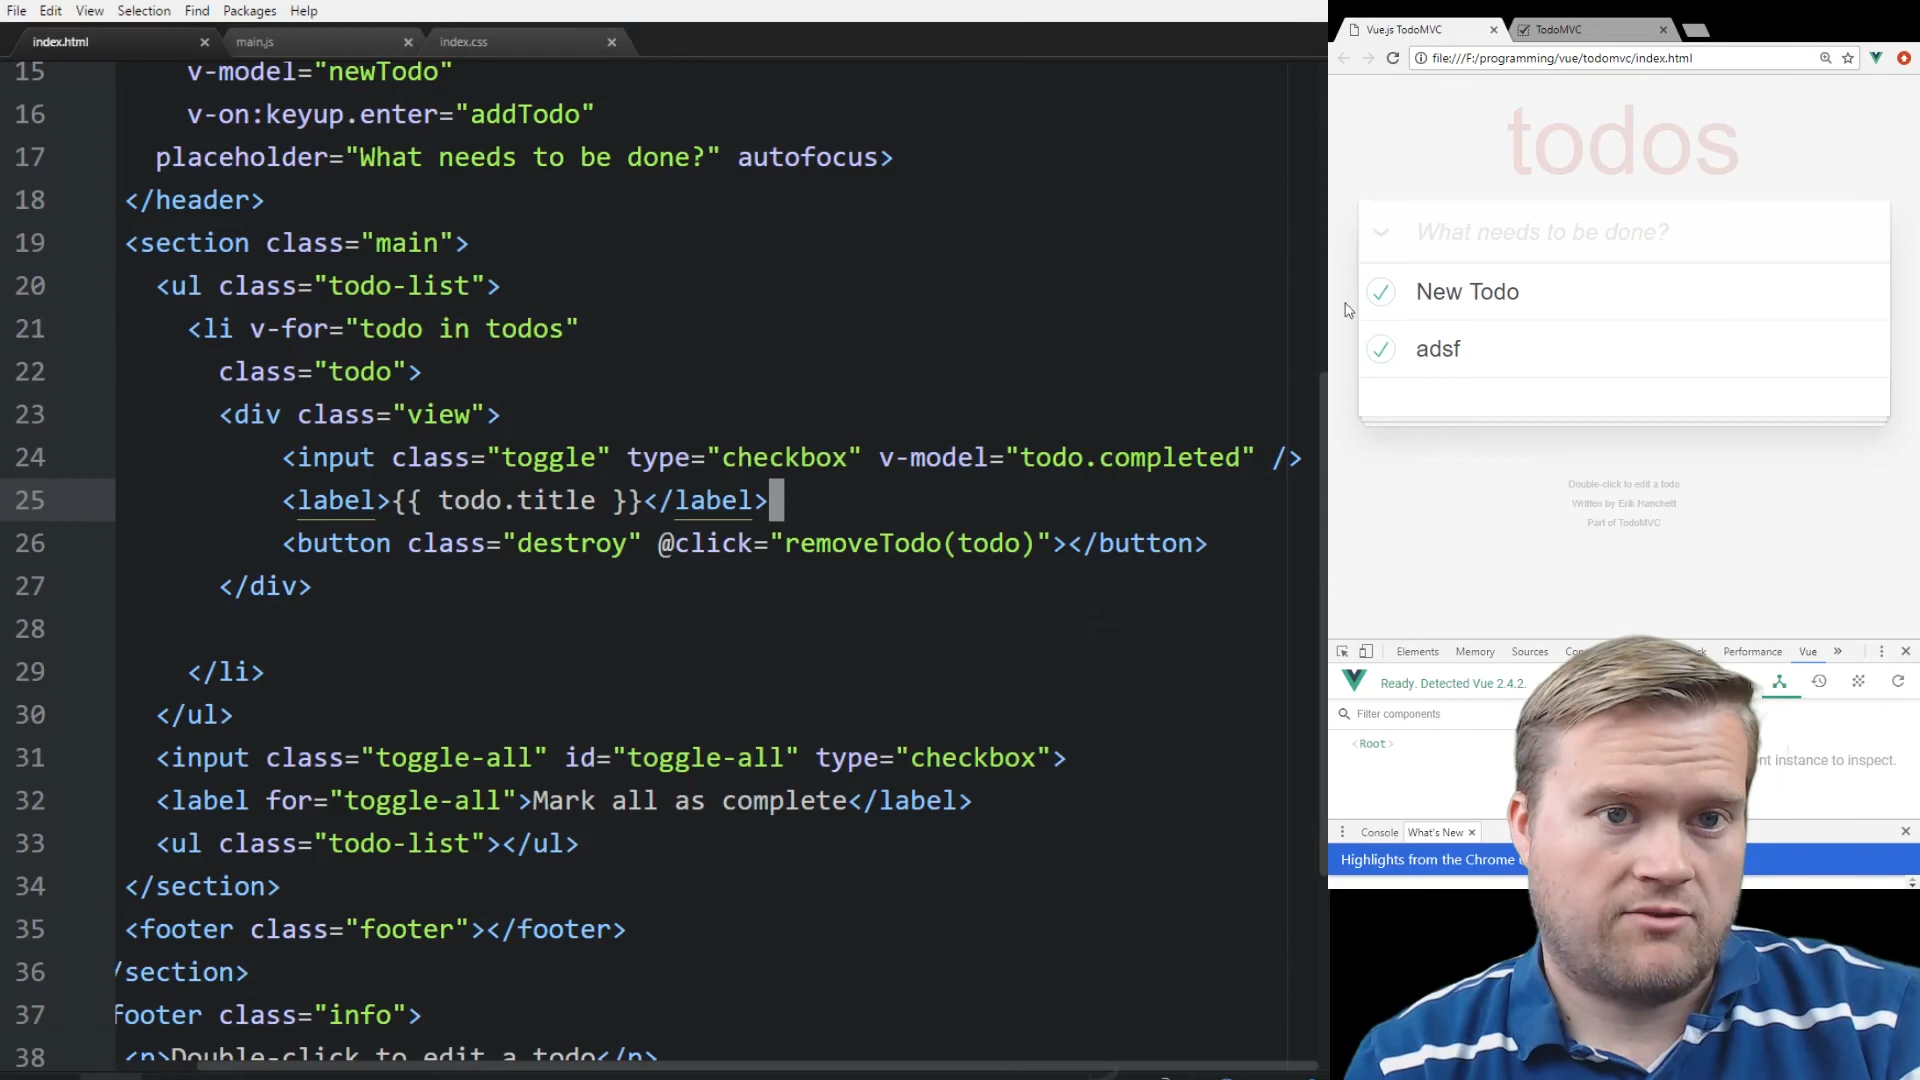 File Edit View Selection Find Packages Help
index.html
main.js
index.css
15 v-model="newTodo"
16 v-on:keyup.enter="addTodo"
17 placeholder="What needs to be done?" autofocus>
18 </header>
19 <section class="main">
20 <ul class="todo-list">
21 <li v-for="todo in todos"
22 class="todo">
23 <div class="view">
24 <input class="toggle" type="checkbox" v-model="todo.completed" />
25 <label>{{ todo.title }}</label>
26 <button class="destroy" @click="removeTodo(todo)"></button>
27 </div>
28
29 </li>
30 </ul>
31 <input class="toggle-all" id="toggle-all" type="checkbox">
32 <label for="toggle-all">Mark all as complete</label>
33 <ul class="todo-list"></ul>
34 </section>
35 <footer class="footer"></footer>
36 /section>
37 footer class="info">
38 <p>Double-click to edit a todo</p>
Vue.js TodoMVC
TodoMVC
file:///F:/programming/vue/todomvc/index.html
todos
What needs to be done?
New Todo
adsf
Double-click to edit a todo
Written by Erik Hanchett
Part of TodoMVC
Elements Memory Sources Performance Vue »
Ready. Detected Vue 2.4.2.
Filter components
<Root>
instance to inspect.
Console What's New
Highlights from the Chrome